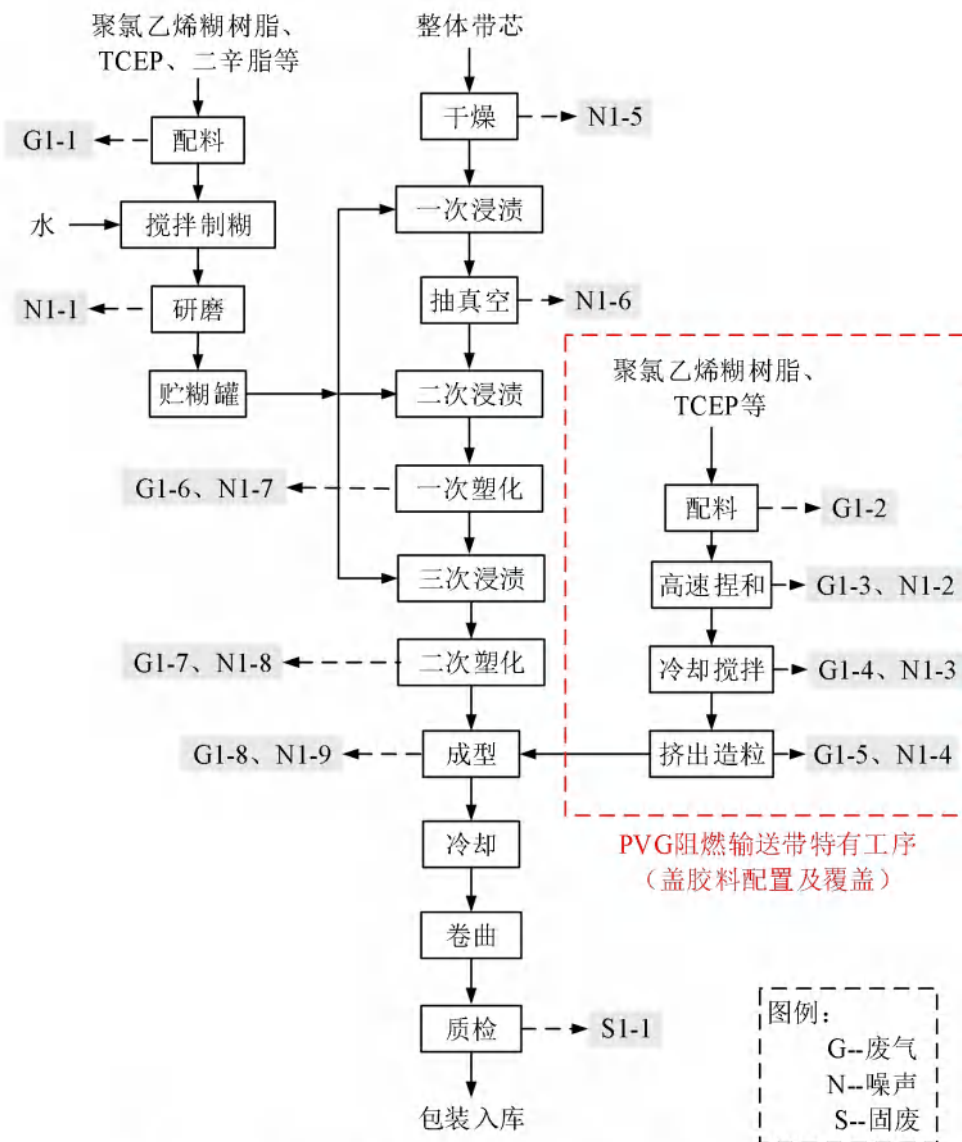 聚氯乙烯糊树脂、
TCEP、二辛脂等
G1-1
配料
水
搅拌制糊
N1-1
研磨
贮糊罐
整体带芯
干燥
N1-5
一次浸渍
抽真空
N1-6
二次浸渍
G1-6、N1-7
一次塑化
三次浸渍
G1-7、N1-8
二次塑化
G1-8、N1-9
成型
冷却
卷曲
质检
S1-1
包装入库
聚氯乙烯糊树脂、
TCEP等
配料
G1-2
高速捏和
G1-3、N1-2
冷却搅拌
G1-4、N1-3
挤出造粒
G1-5、N1-4
PVG阻燃输送带特有工序
（盖胶料配置及覆盖）
图例：
G--废气
N--噪声
S--固废